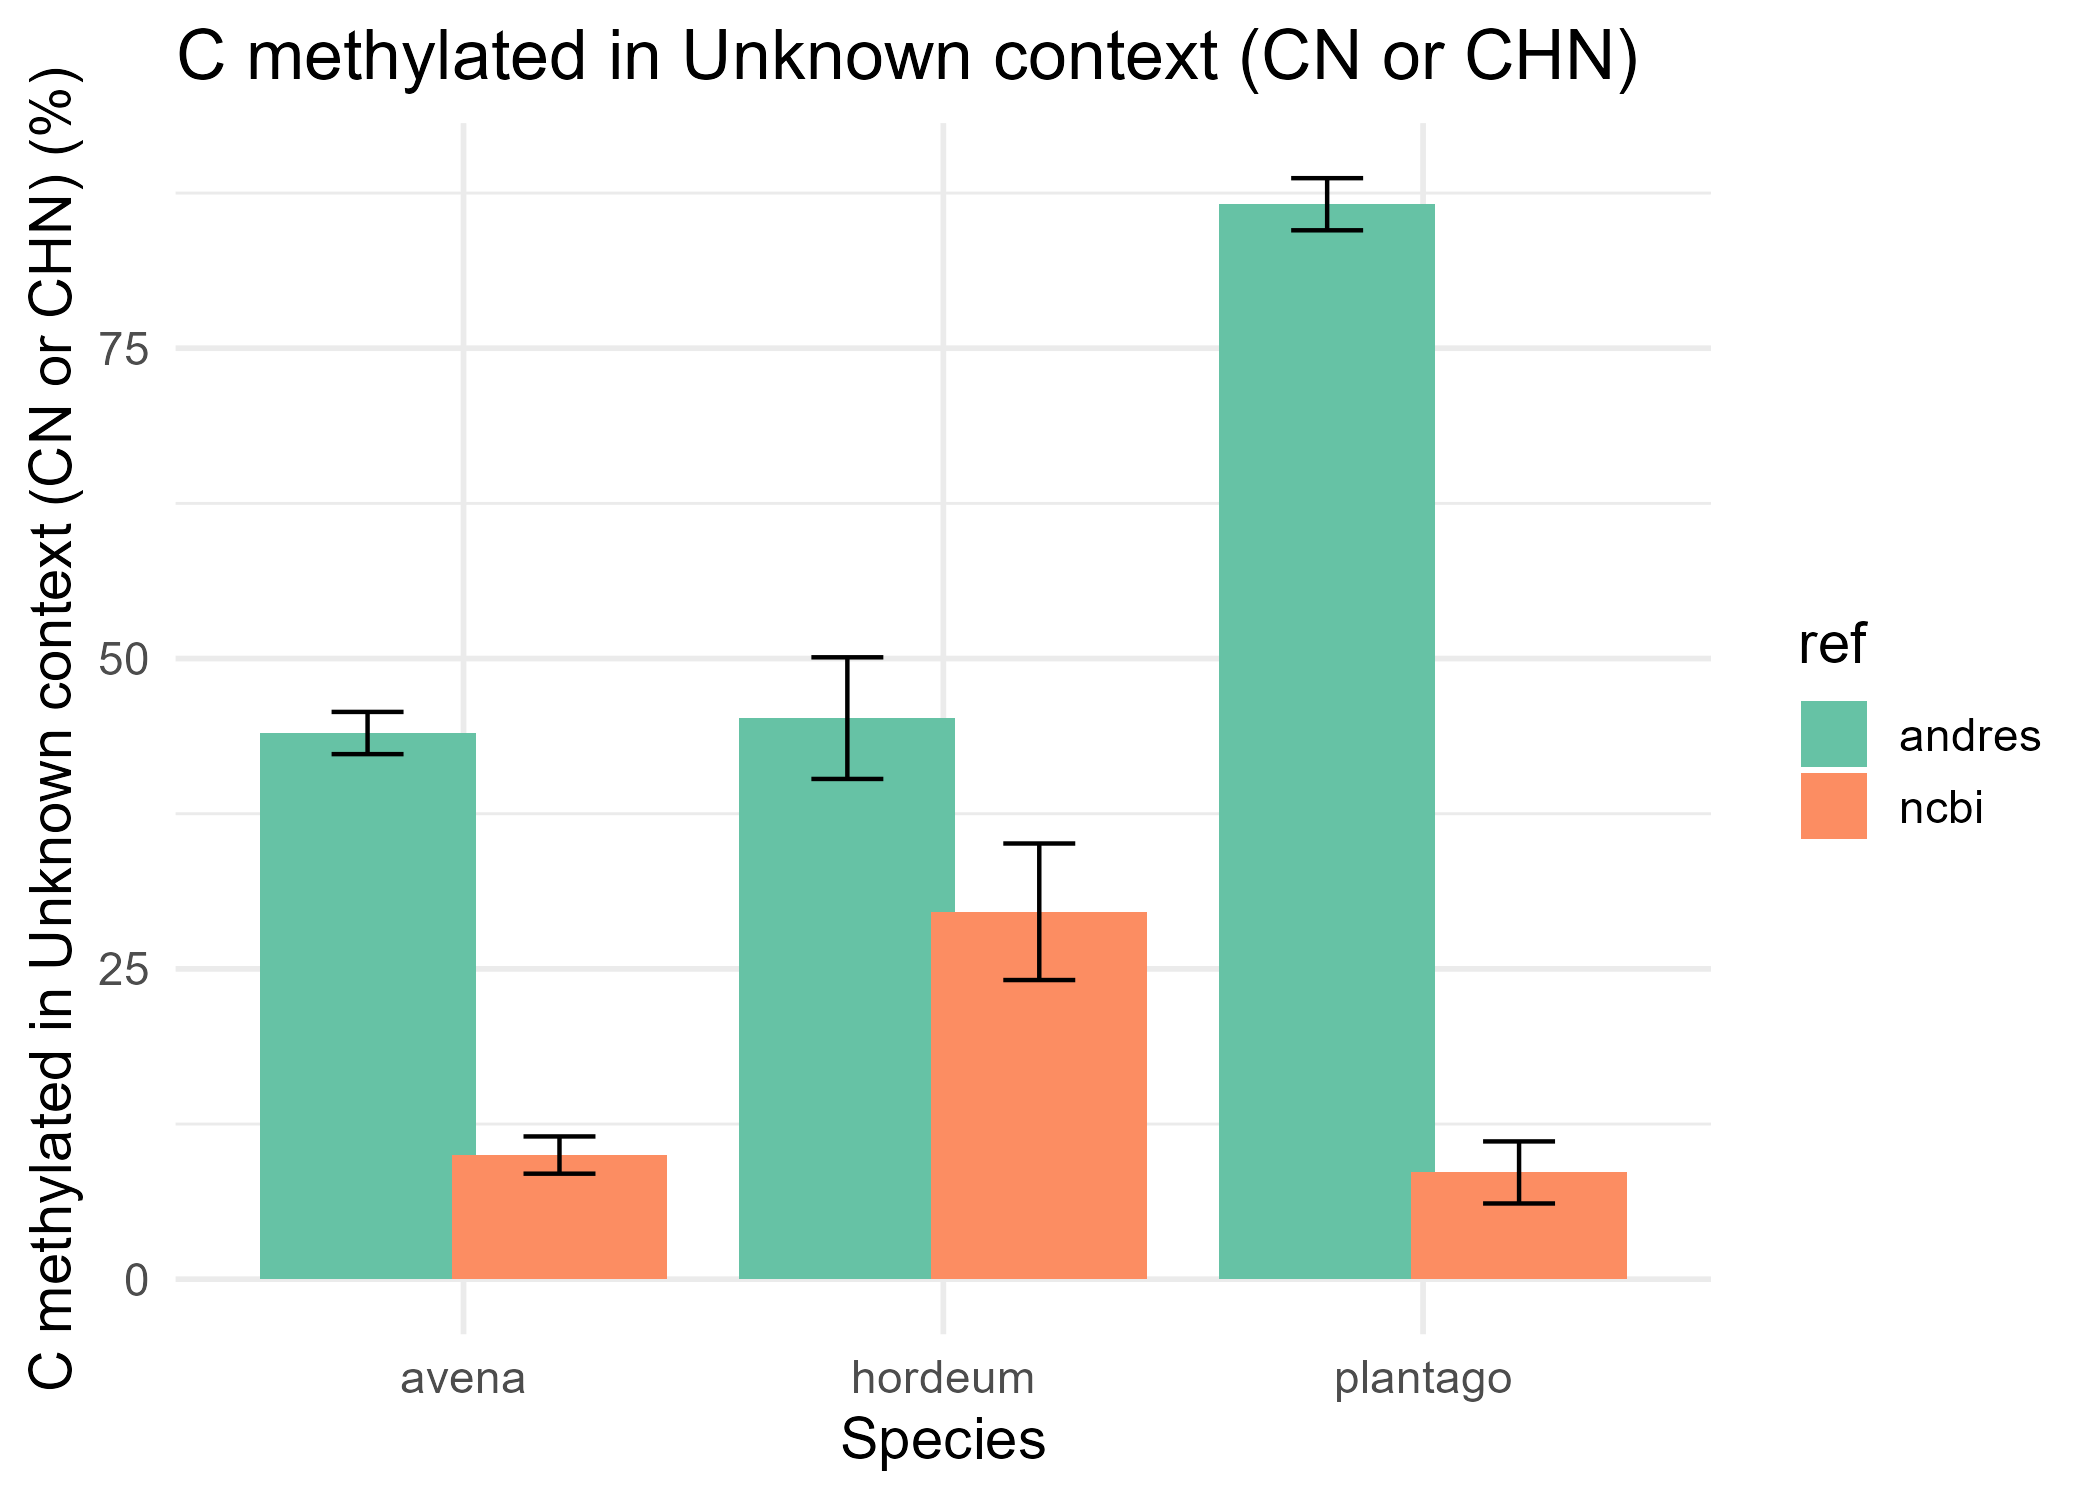 C methylated in Unknown context (CN or CHN)
C methylated in Unknown context (CN or CHN) (%)
75
50
25
0
avena hordeum plantago
Species
ref
andres
ncbi